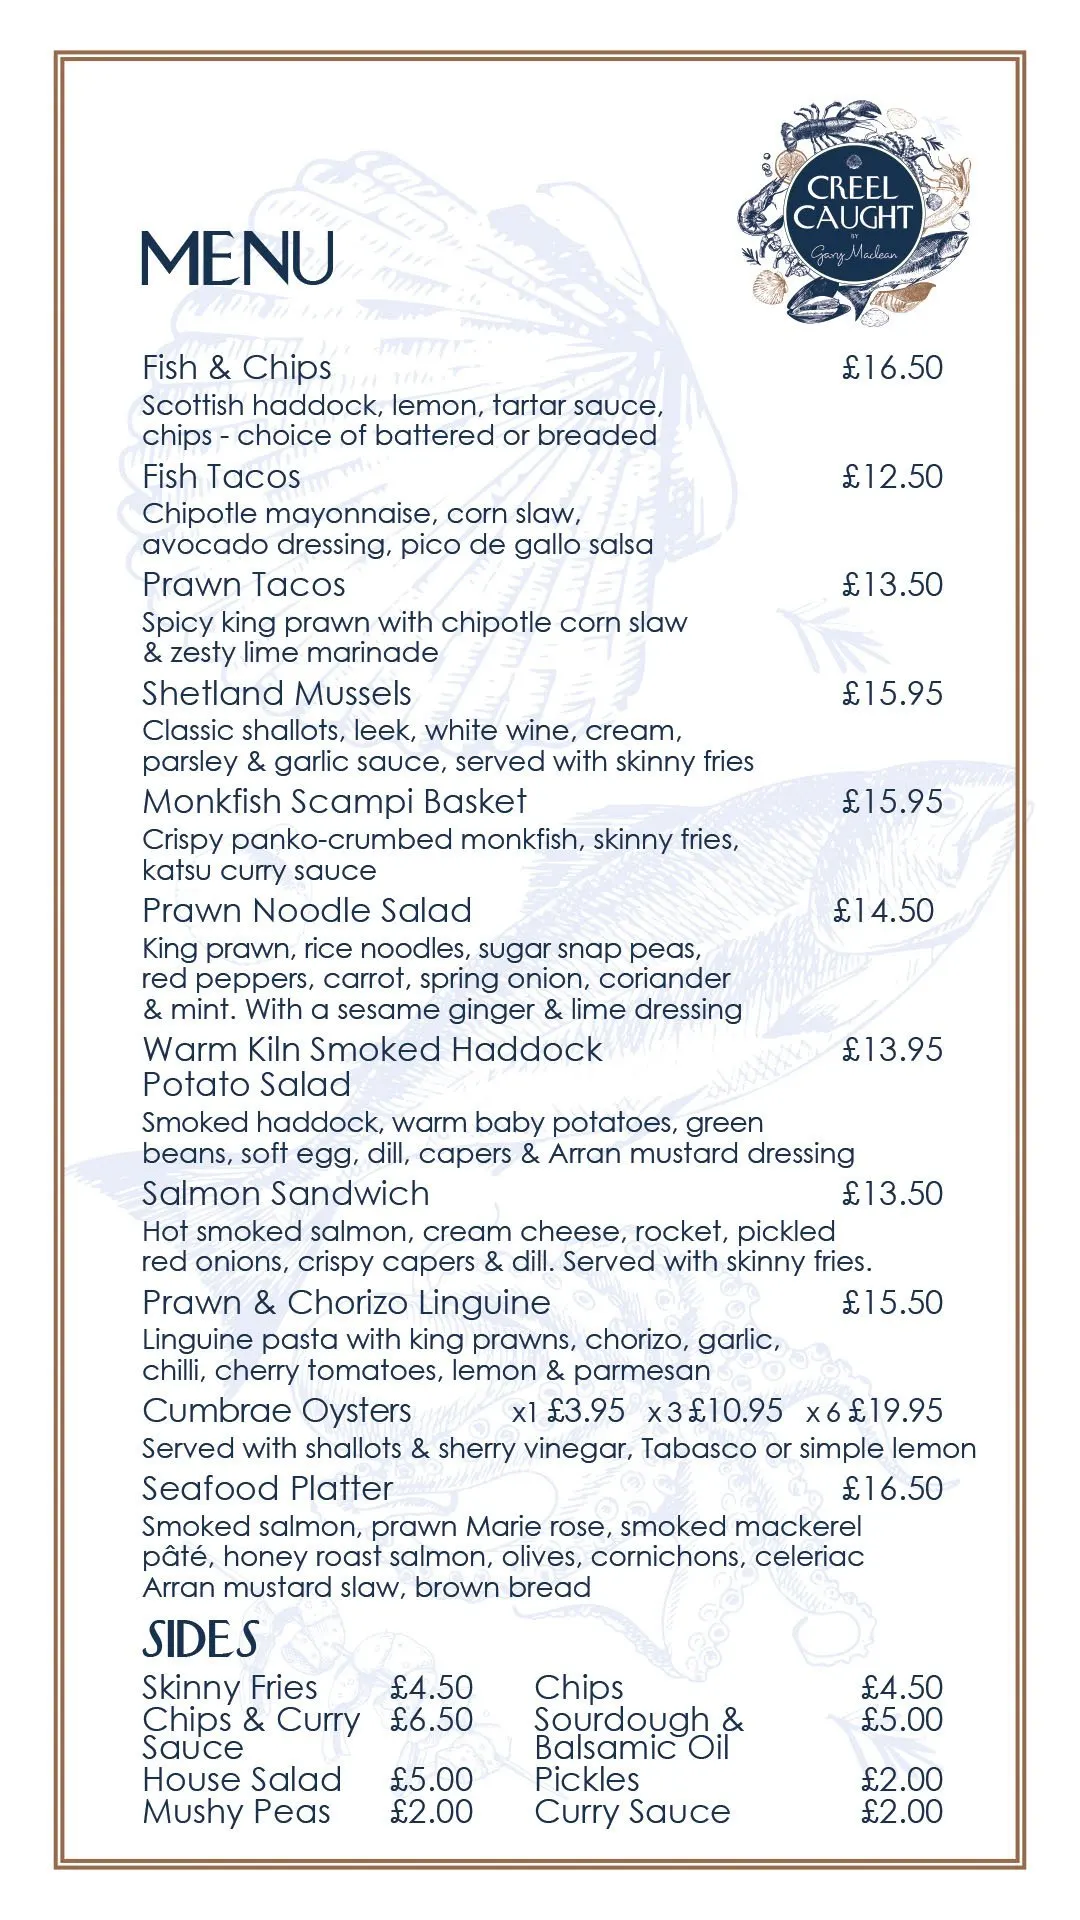 CREEL
CAUGHT
BY
Gary Maclean
MENU
Fish & Chips £16.50
Scottish haddock, lemon, tartar sauce,
chips - choice of battered or breaded
Fish Tacos £12.50
Chipotle mayonnaise, corn slaw,
avocado dressing, pico de gallo salsa
Prawn Tacos £13.50
Spicy king prawn with chipotle corn slaw
& zesty lime marinade
Shetland Mussels £15.95
Classic shallots, leek, white wine, cream,
parsley & garlic sauce, served with skinny fries
Monkfish Scampi Basket £15.95
Crispy panko-crumbed monkfish, skinny fries,
katsu curry sauce
Prawn Noodle Salad £14.50
King prawn, rice noodles, sugar snap peas,
red peppers, carrot, spring onion, coriander
& mint. With a sesame ginger & lime dressing
Warm Kiln Smoked Haddock £13.95
Potato Salad
Smoked haddock, warm baby potatoes, green
beans, soft egg, dill, capers & Arran mustard dressing
Salmon Sandwich £13.50
Hot smoked salmon, cream cheese, rocket, pickled
red onions, crispy capers & dill. Served with skinny fries.
Prawn & Chorizo Linguine £15.50
Linguine pasta with king prawns, chorizo, garlic,
chilli, cherry tomatoes, lemon & parmesan
Cumbrae Oysters x1 £3.95 x 3 £10.95 x 6 £19.95
Served with shallots & sherry vinegar, Tabasco or simple lemon
Seafood Platter £16.50
Smoked salmon, prawn Marie rose, smoked mackerel
pâté, honey roast salmon, olives, cornichons, celeriac
Arran mustard slaw, brown bread
SIDES
Skinny Fries £4.50 Chips £4.50
Chips & Curry £6.50 Sourdough & £5.00
Sauce Balsamic Oil
House Salad £5.00 Pickles £2.00
Mushy Peas £2.00 Curry Sauce £2.00